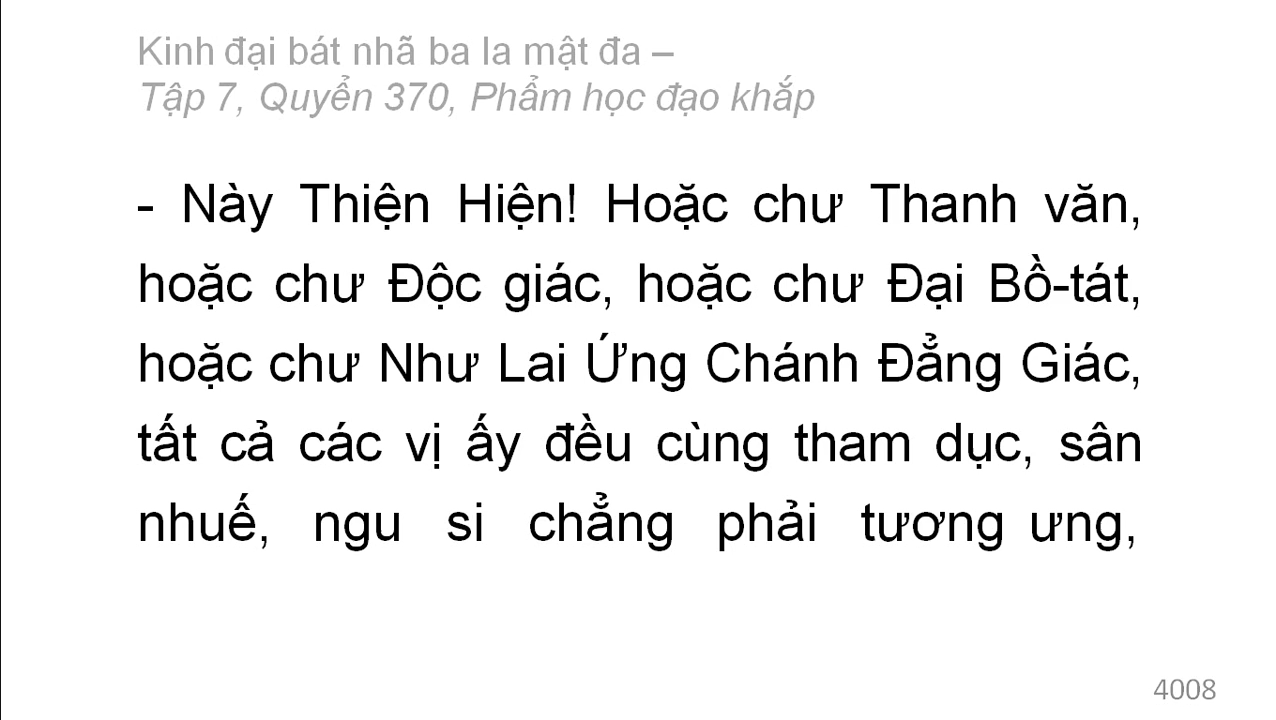 Kinh đại bát nhã ba la mật đa –
Tập 7, Quyển 370, Phẩm học đạo khắp
- Này Thiện Hiện! Hoặc chư Thanh văn,
hoặc chư Độc giác, hoặc chư Đại Bồ-tát,
hoặc chư Như Lai Ứng Chánh Đẳng Giác,
tất cả các vị ấy đều cùng tham dục, sân
nhuế, ngu si chẳng phải tương ưng,
4008